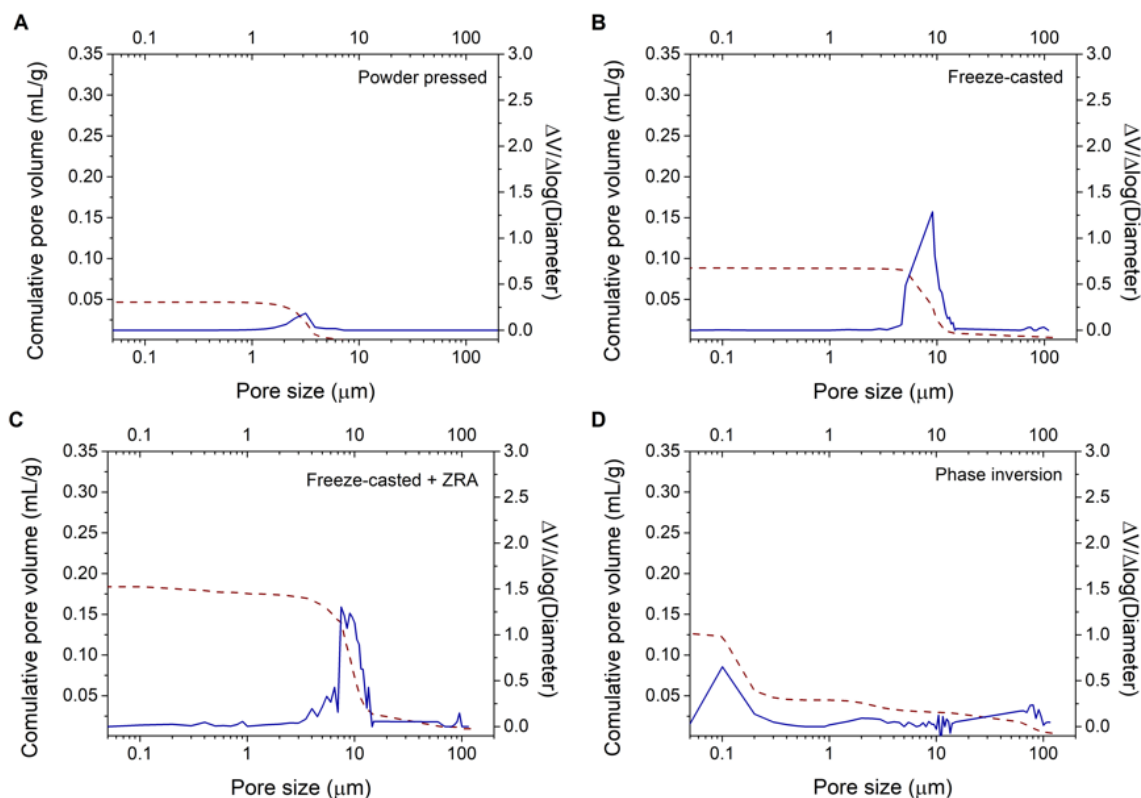 A
0.1 1 10 100
Powder pressed
Comulative pore volume (mL/g)
0.35
0.30
0.25
0.20
0.15
0.10
0.05
3.0
2.5
2.0
1.5
1.0
0.5
0.0
ΔV/Δlog(Diameter)
0.1 1 10 100
Pore size (μm)
B
0.1 1 10 100
Freeze-casted
Comulative pore volume (mL/g)
0.35
0.30
0.25
0.20
0.15
0.10
0.05
3.0
2.5
2.0
1.5
1.0
0.5
0.0
ΔV/Δlog(Diameter)
0.1 1 10 100
Pore size (μm)
C
0.1 1 10 100
Freeze-casted + ZRA
Comulative pore volume (mL/g)
0.35
0.30
0.25
0.20
0.15
0.10
0.05
3.0
2.5
2.0
1.5
1.0
0.5
0.0
ΔV/Δlog(Diameter)
0.1 1 10 100
Pore size (μm)
D
0.1 1 10 100
Phase inversion
Comulative pore volume (mL/g)
0.35
0.30
0.25
0.20
0.15
0.10
0.05
3.0
2.5
2.0
1.5
1.0
0.5
0.0
ΔV/Δlog(Diameter)
0.1 1 10 100
Pore size (μm)